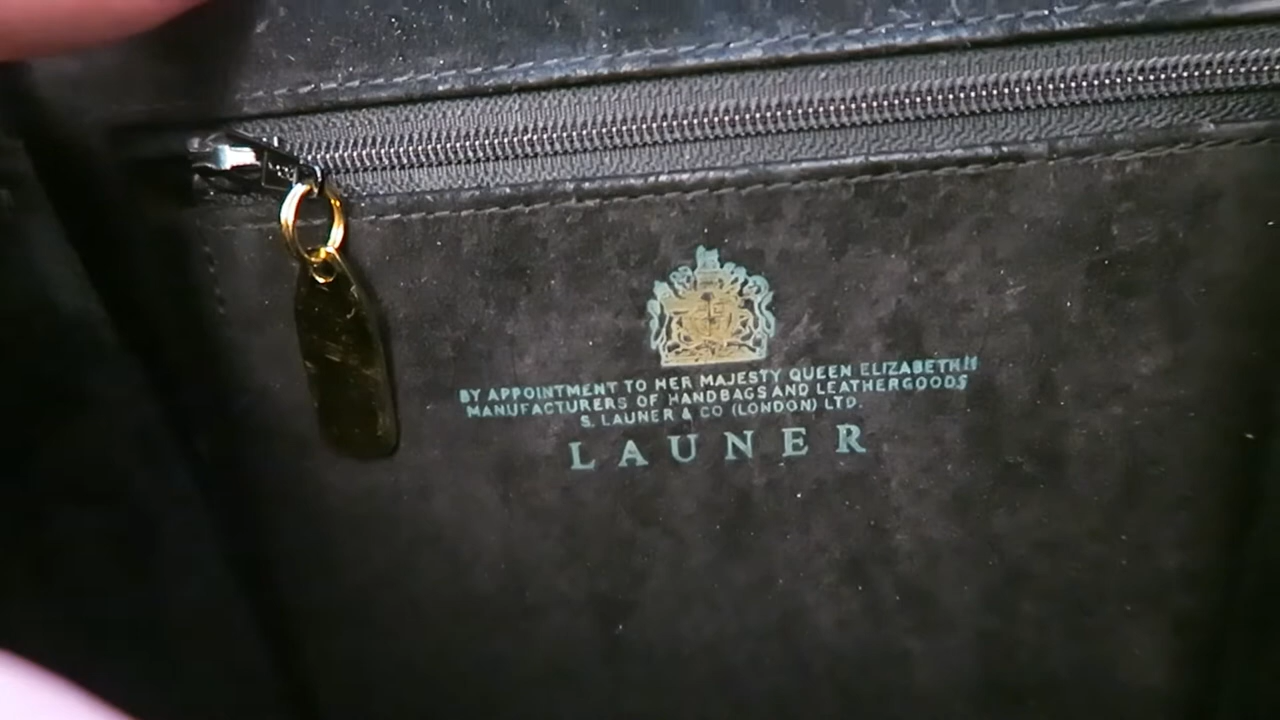 BY APPOINTMENT TO HER MAJESTY QUEEN ELIZABETH II
MANUFACTURERS OF HANDBAGS AND LEATHERGOODS
S. LAUNER & CO (LONDON) LTD
LAUNER